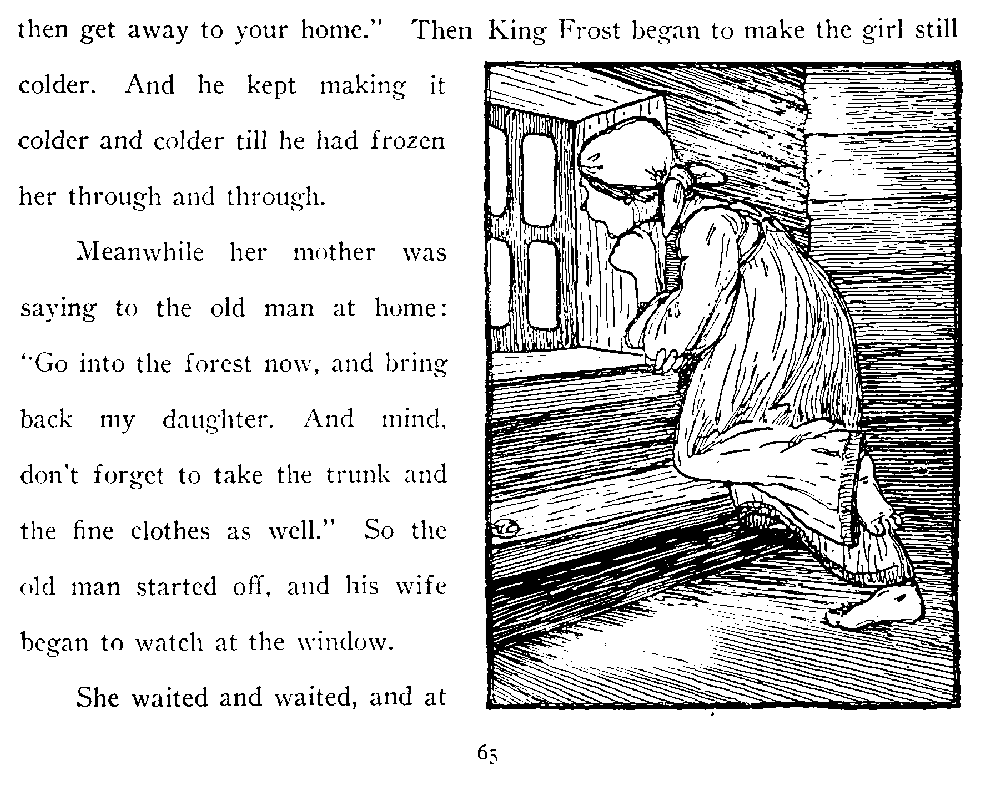 then get away to your home." Then King Frost began to make the girl still
colder. And he kept making it
colder and colder till he had frozen
her through and through.
Meanwhile her mother was
saying to the old man at home:
"Go into the forest now, and bring
back my daughter. And mind,
don't forget to take the trunk and
the fine clothes as well." So the
old man started off, and his wife
began to watch at the window.
She waited and waited, and at
65